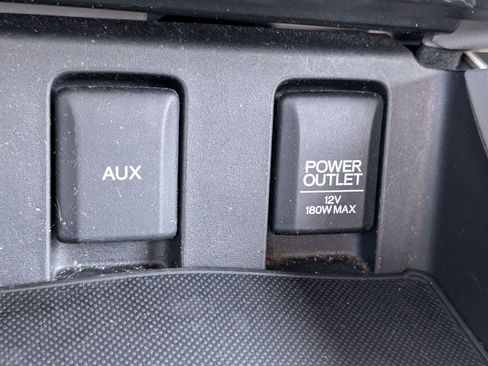 AUX
POWER
OUTLET
12V
180W MAX